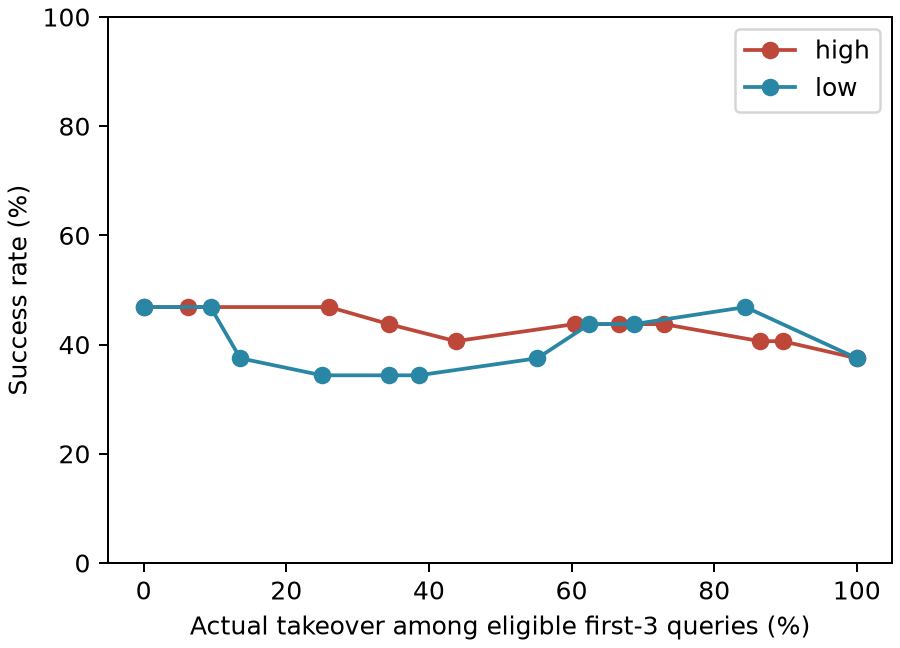 100
80
60
40
20
0
Success rate (%)
high
low
0 20 40 60 80 100
Actual takeover among eligible first-3 queries (%)